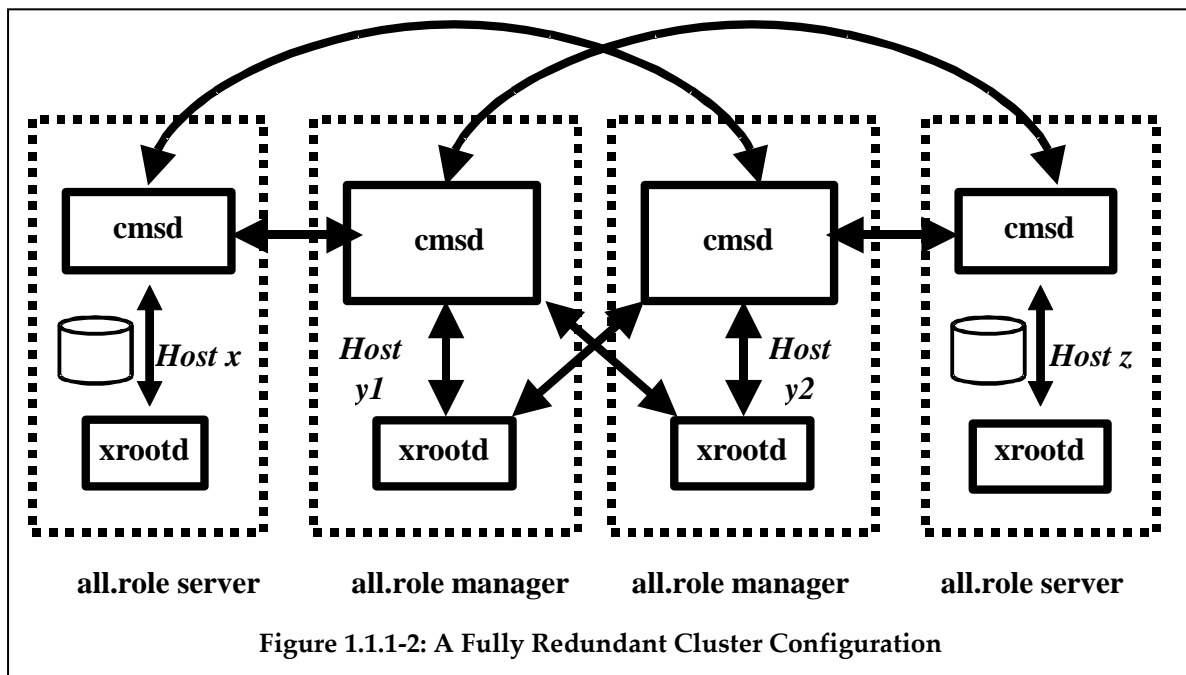 cmsd
cmsd
cmsd
cmsd
Host x
Host
y1
Host
y2
Host z
xrootd
xrootd
xrootd
xrootd
all.role server
all.role manager
all.role manager
all.role server
Figure 1.1.1-2: A Fully Redundant Cluster Configuration